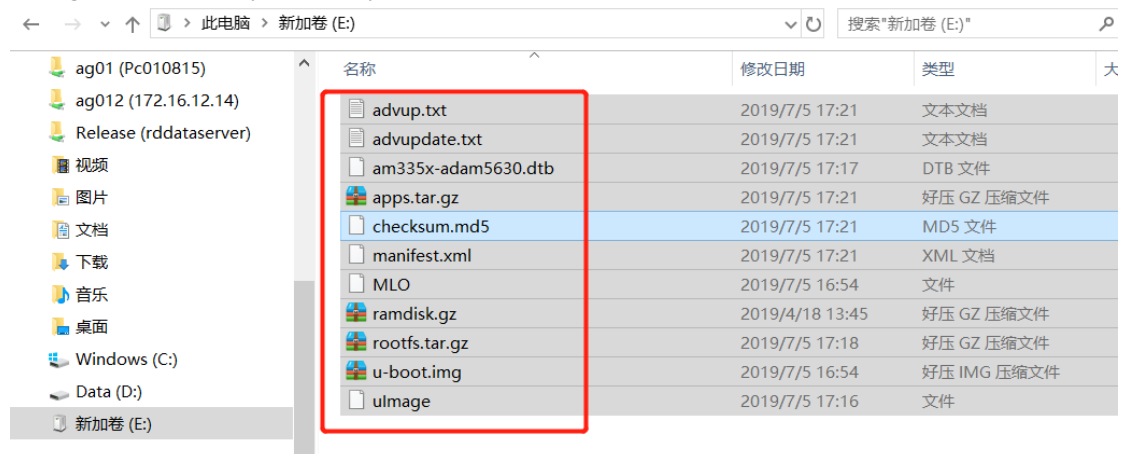 此电脑 > 新加卷 (E:) 搜索"新加卷 (E:)"
ag01 (Pc010815)
ag012 (172.16.12.14)
Release (rddataserver)
视频
图片
文档
下载
音乐
桌面
Windows (C:)
Data (D:)
新加卷 (E:)
名称 修改日期 类型 大
advup.txt 2019/7/5 17:21 文本文档
advupdate.txt 2019/7/5 17:21 文本文档
am335x-adam5630.dtb 2019/7/5 17:17 DTB 文件
apps.tar.gz 2019/7/5 17:21 好压 GZ 压缩文件
checksum.md5 2019/7/5 17:21 MD5 文件
manifest.xml 2019/7/5 17:21 XML 文档
MLO 2019/7/5 16:54 文件
ramdisk.gz 2019/4/18 13:45 好压 GZ 压缩文件
rootfs.tar.gz 2019/7/5 17:18 好压 GZ 压缩文件
u-boot.img 2019/7/5 16:54 好压 IMG 压缩文件
uImage 2019/7/5 17:16 文件